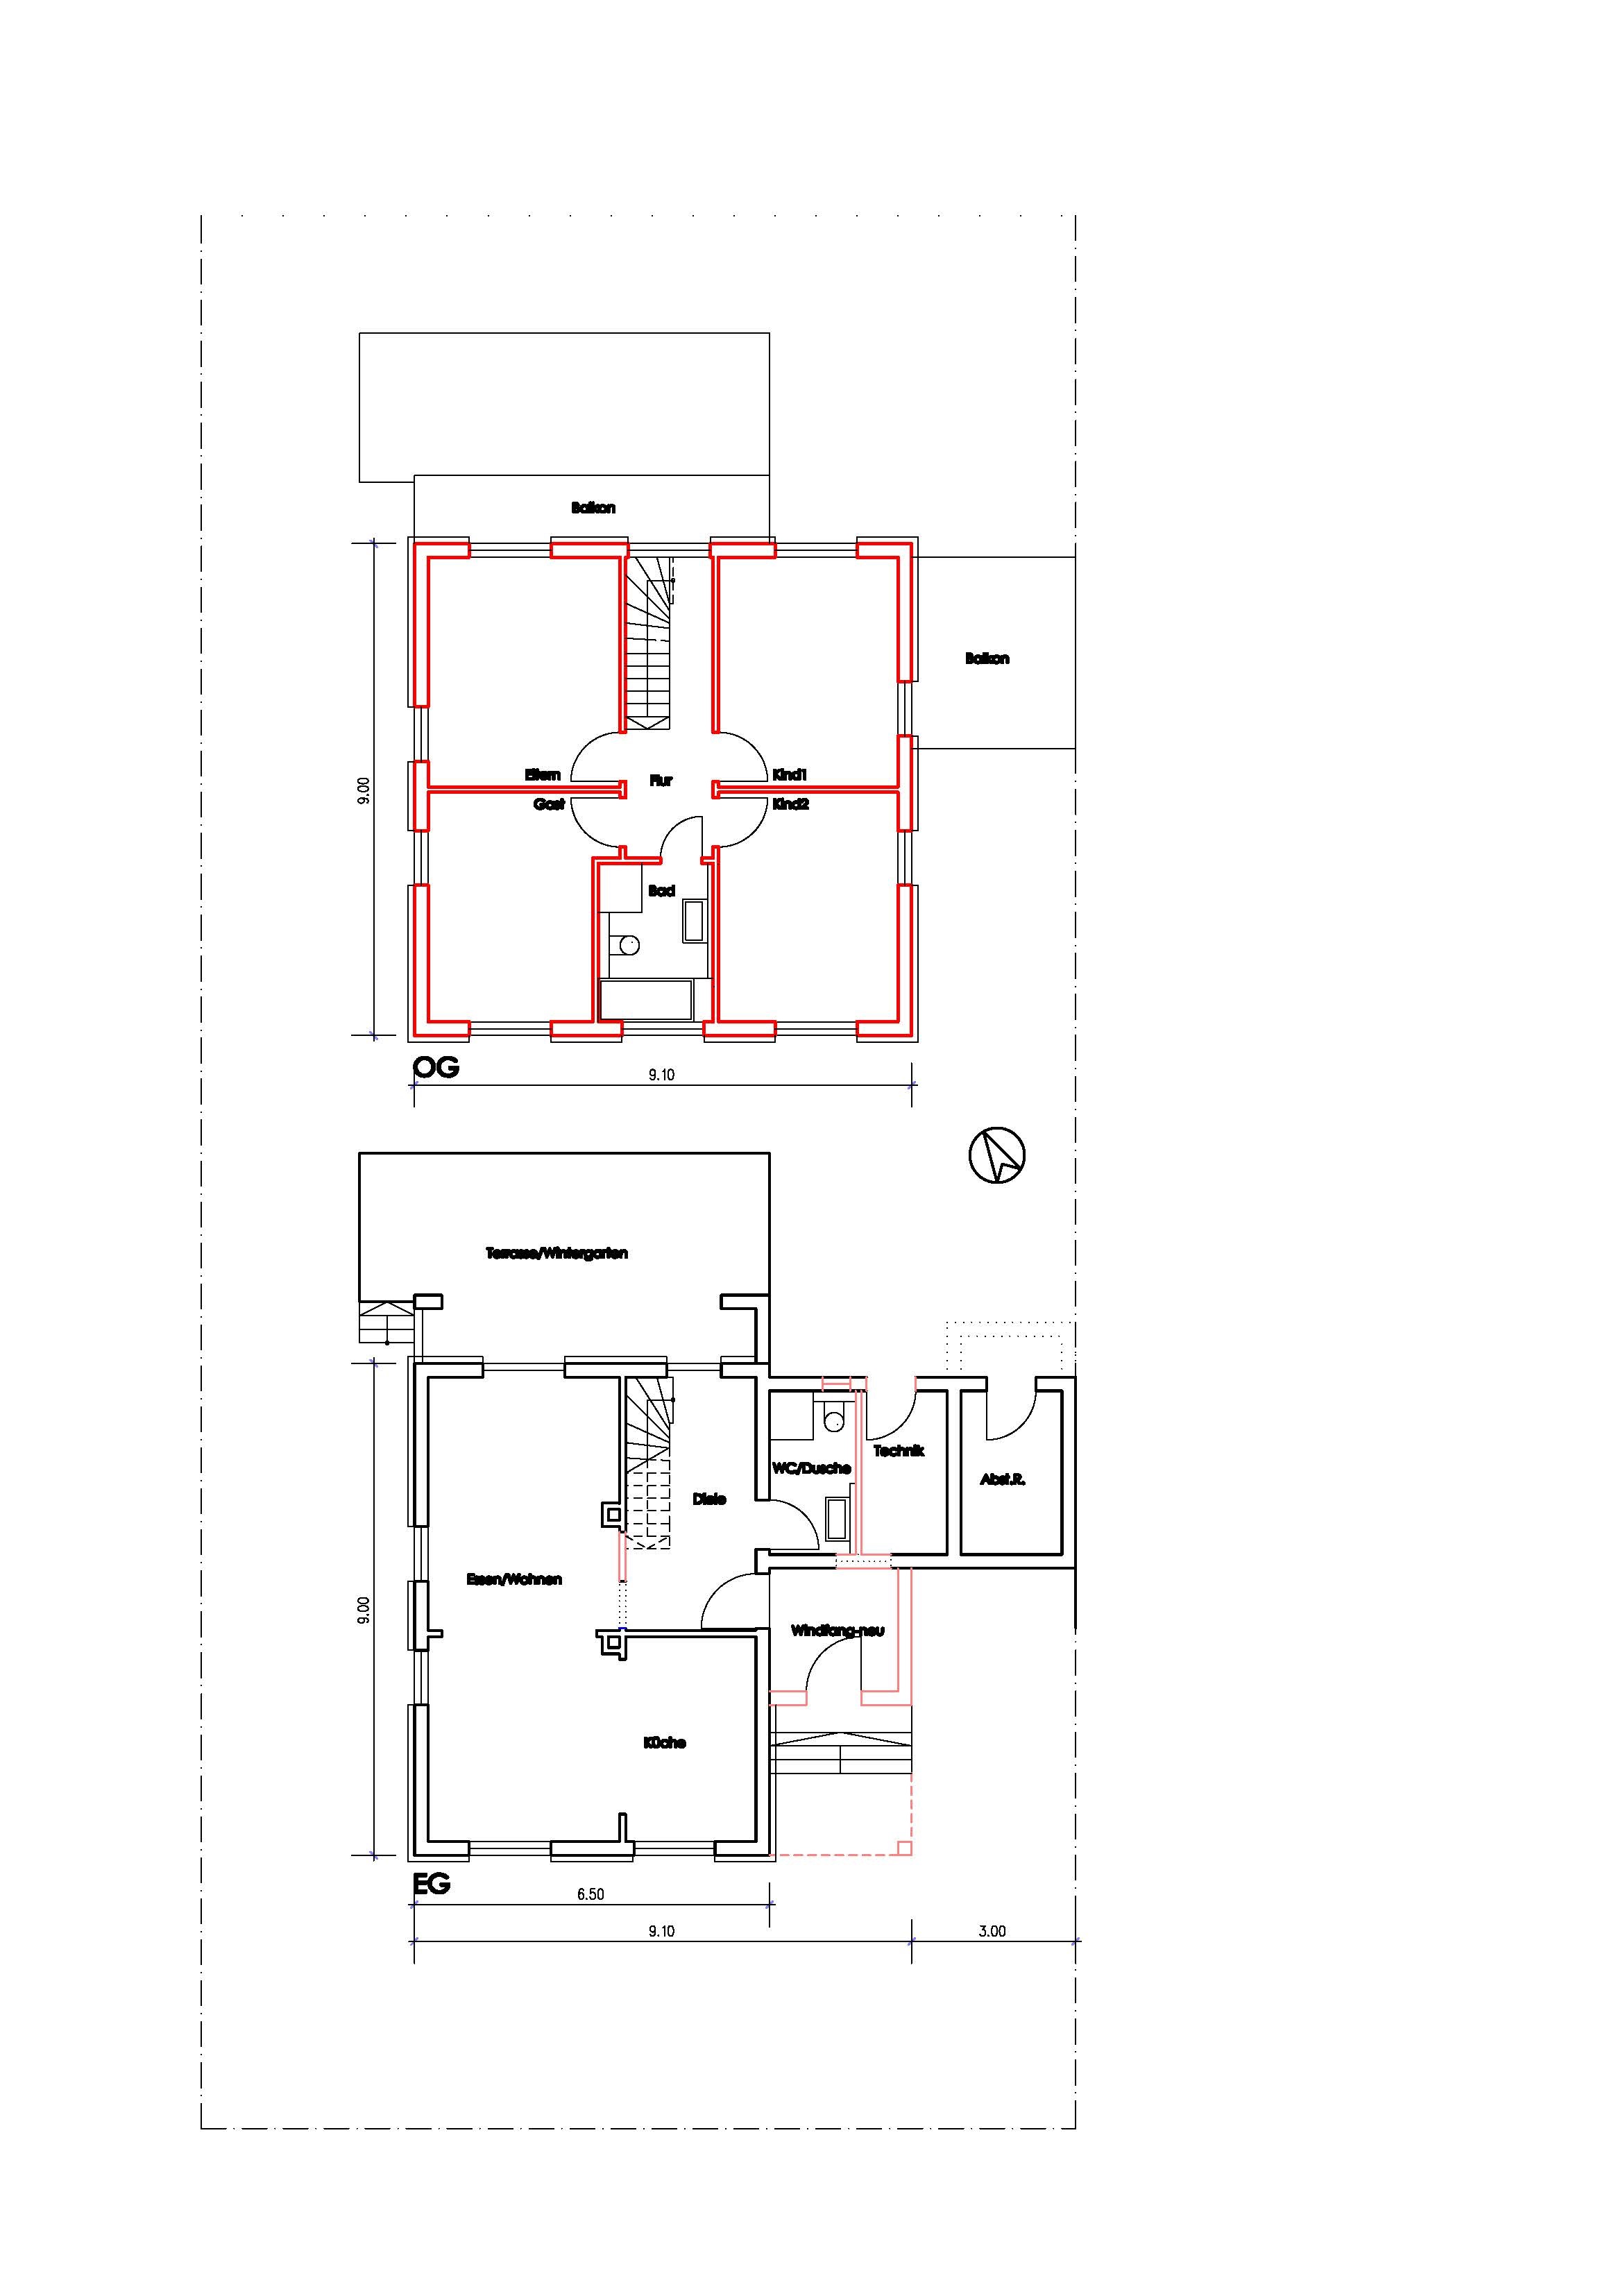 Balkon
Balkon
Eltern
Kind1
Flur
9.00
Gast
Kind2
Bad
OG
9.10
Terrasse/Wintergarten
Technik
WC/Dusche
Abst.R.
Diele
Essen/Wohnen
9.00
Windfang-neu
Küche
EG
6.50
9.10
3.00